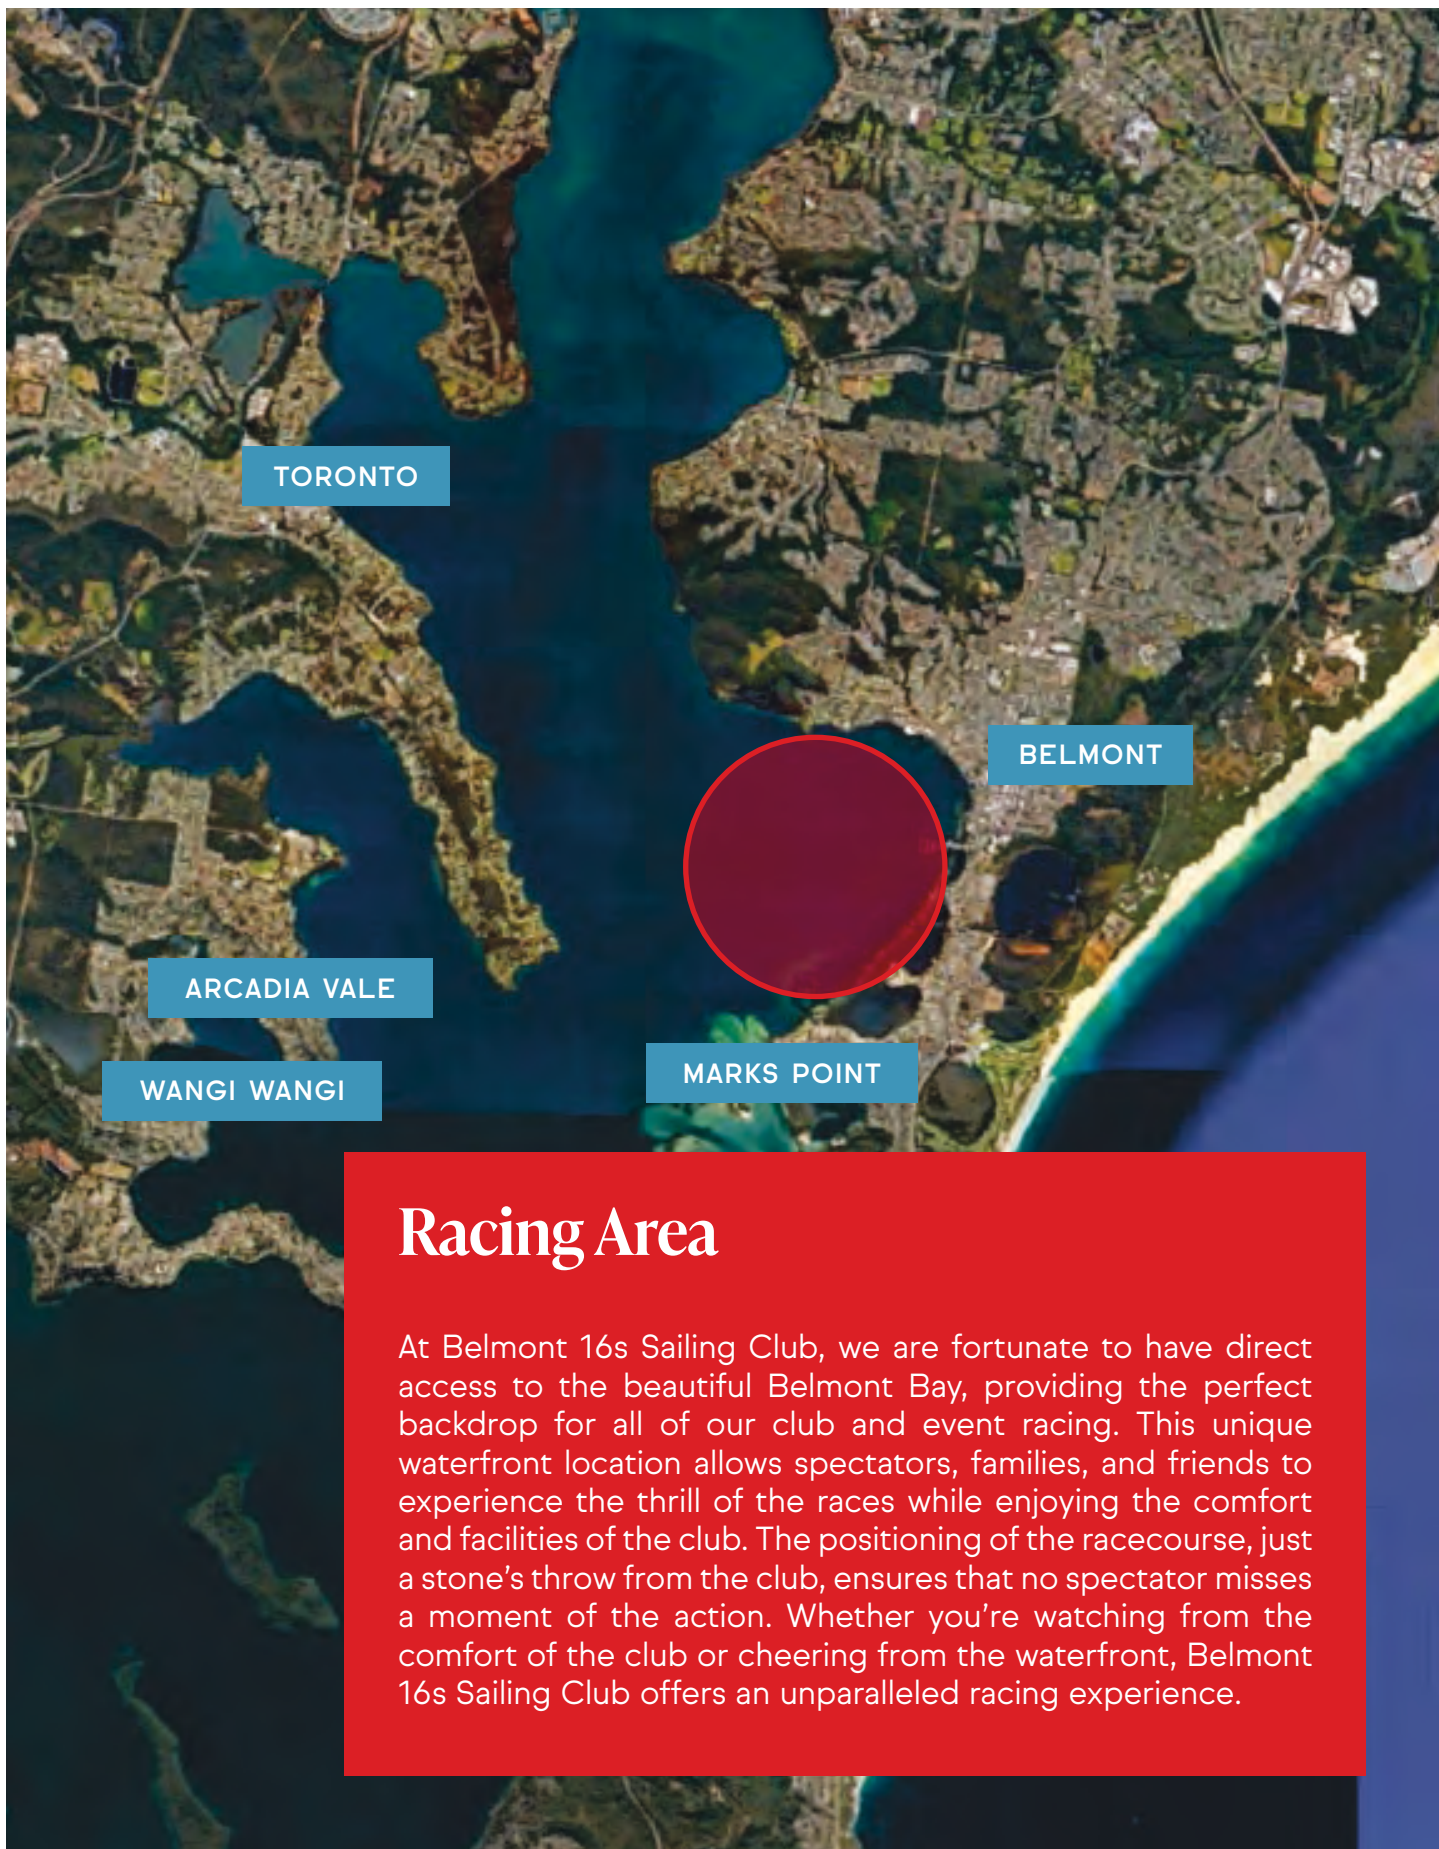 TORONTO
BELMONT
ARCADIA VALE
MARKS POINT
WANGI WANGI
Racing Area
At Belmont 16s Sailing Club, we are fortunate to have direct
access to the beautiful Belmont Bay, providing the perfect
backdrop for all of our club and event racing. This unique
waterfront location allows spectators, families, and friends to
experience the thrill of the races while enjoying the comfort
and facilities of the club. The positioning of the racecourse, just
a stone’s throw from the club, ensures that no spectator misses
a moment of the action. Whether you’re watching from the
comfort of the club or cheering from the waterfront, Belmont
16s Sailing Club offers an unparalleled racing experience.